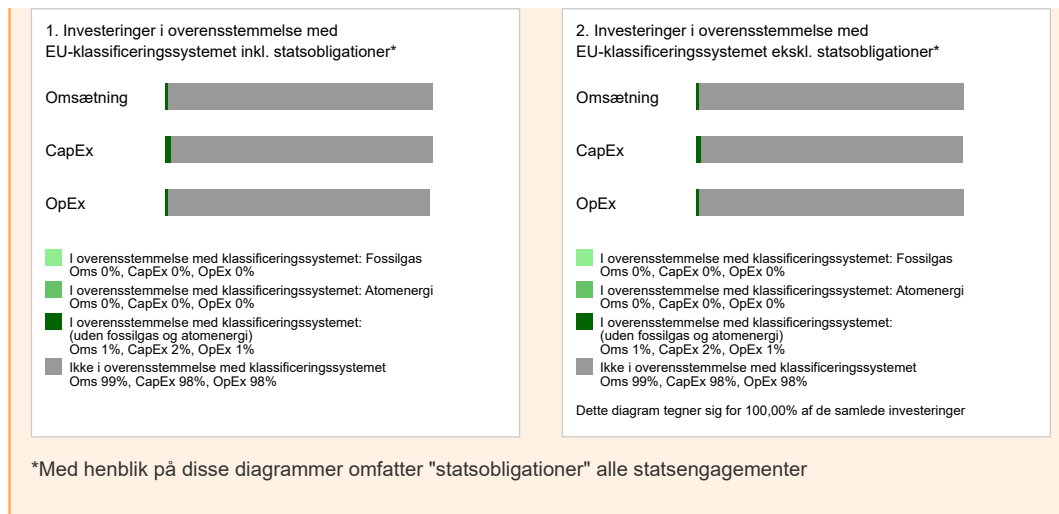 1. Investeringer i overensstemmelse med
EU-klassificeringssystemet inkl. statsobligationer*
Omsætning
CapEx
OpEx
I overensstemmelse med klassificeringssystemet: Fossilgas
Oms 0%, CapEx 0%, OpEx 0%
I overensstemmelse med klassificeringssystemet: Atomenergi
Oms 0%, CapEx 0%, OpEx 0%
I overensstemmelse med klassificeringssystemet:
(uden fossilgas og atomenergi)
Oms 1%, CapEx 2%, OpEx 1%
Ikke i overensstemmelse med klassificeringssystemet
Oms 99%, CapEx 98%, OpEx 98%
2. Investeringer i overensstemmelse med
EU-klassificeringssystemet ekskl. statsobligationer*
Omsætning
CapEx
OpEx
I overensstemmelse med klassificeringssystemet: Fossilgas
Oms 0%, CapEx 0%, OpEx 0%
I overensstemmelse med klassificeringssystemet: Atomenergi
Oms 0%, CapEx 0%, OpEx 0%
I overensstemmelse med klassificeringssystemet:
(uden fossilgas og atomenergi)
Oms 1%, CapEx 2%, OpEx 1%
Ikke i overensstemmelse med klassificeringssystemet
Oms 99%, CapEx 98%, OpEx 98%
Dette diagram tegner sig for 100,00% af de samlede investeringer
*Med henblik på disse diagrammer omfatter "statsobligationer" alle statsengagementer